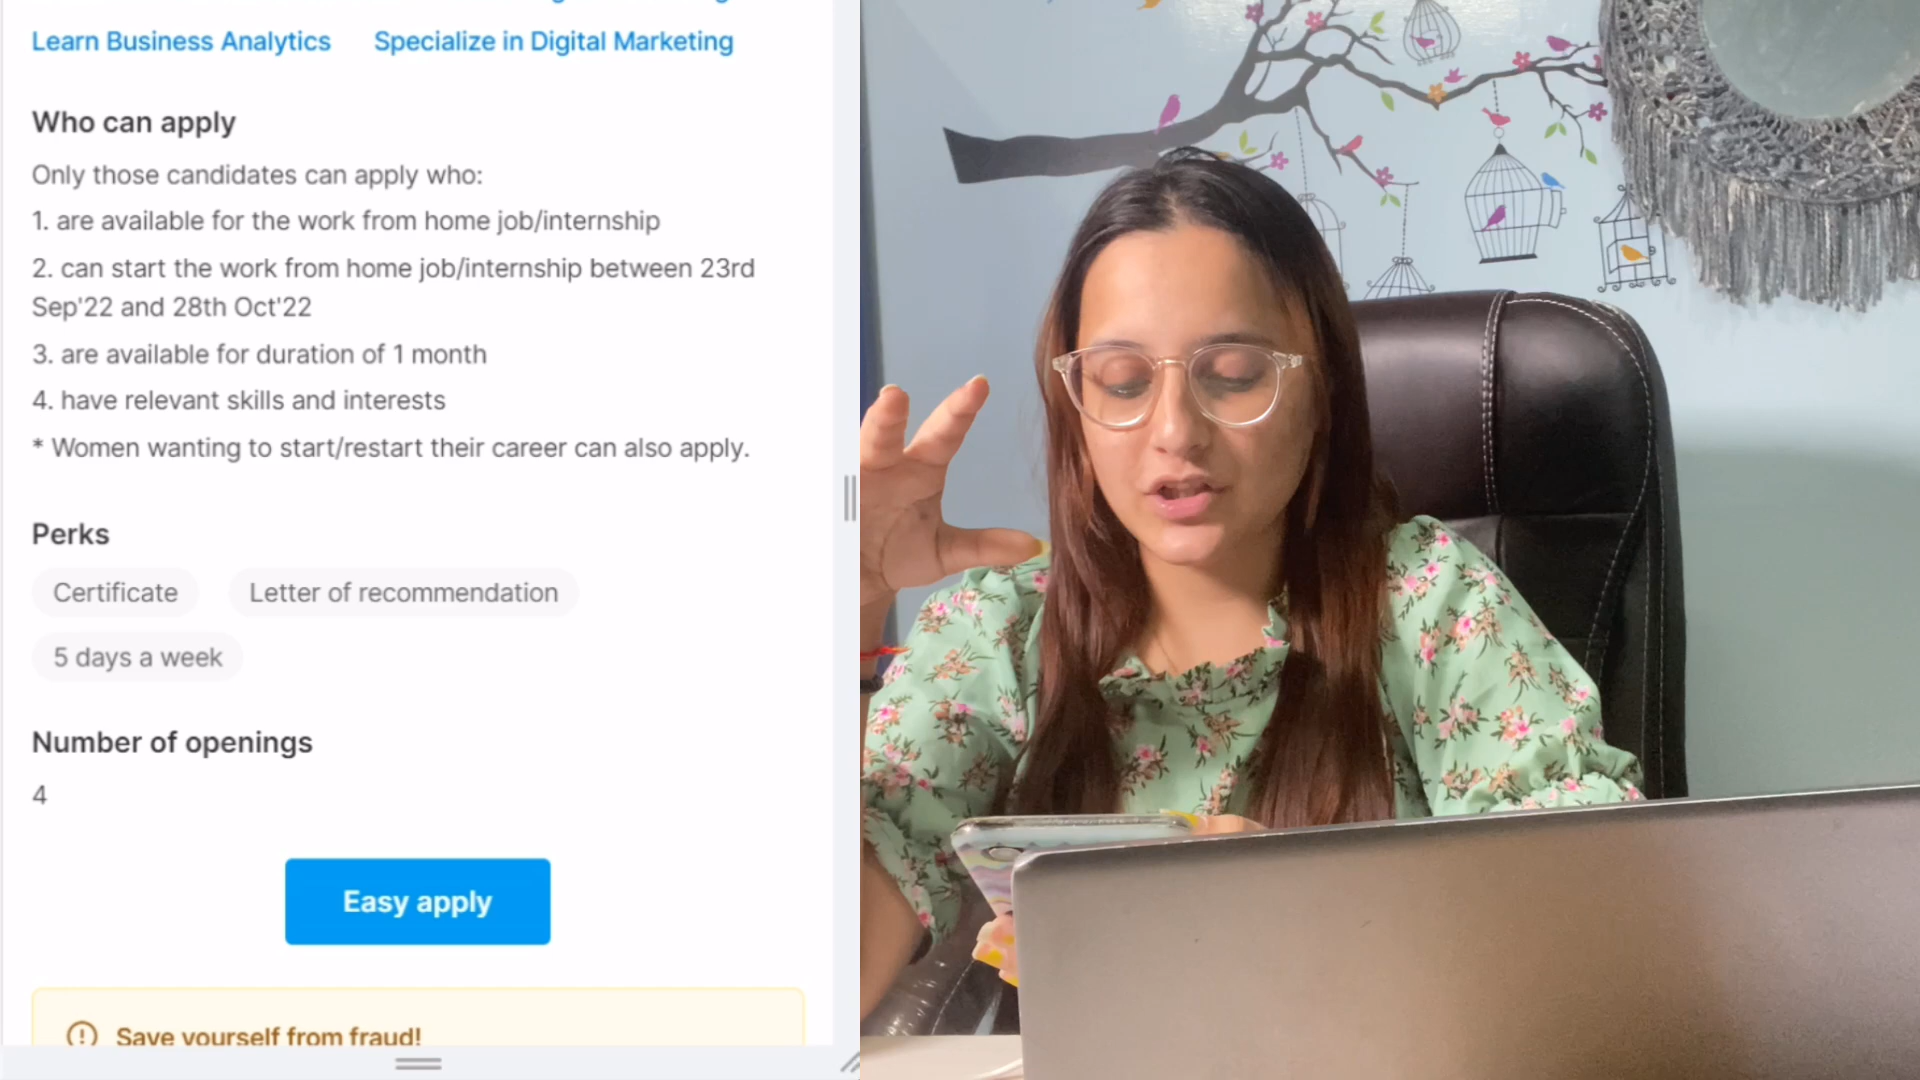 Learn Business Analytics Specialize in Digital Marketing
Who can apply
Only those candidates can apply who:
1. are available for the work from home job/internship
2. can start the work from home job/internship between 23rd
Sep'22 and 28th Oct'22
3. are available for duration of 1 month
4. have relevant skills and interests
* Women wanting to start/restart their career can also apply.
Perks
Certificate Letter of recommendation
5 days a week
Number of openings
4
Easy apply
Save yourself from fraud!